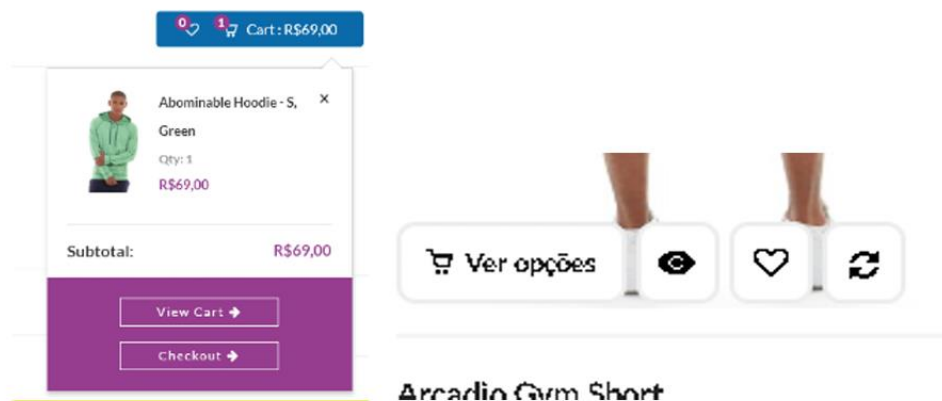 0 1 Cart : R$69,00
Abominable Hoodie - S,
Green
Qty: 1
R$69,00
Subtotal: R$69,00
View Cart
Checkout
Ver opções
Arcadio Gym Short